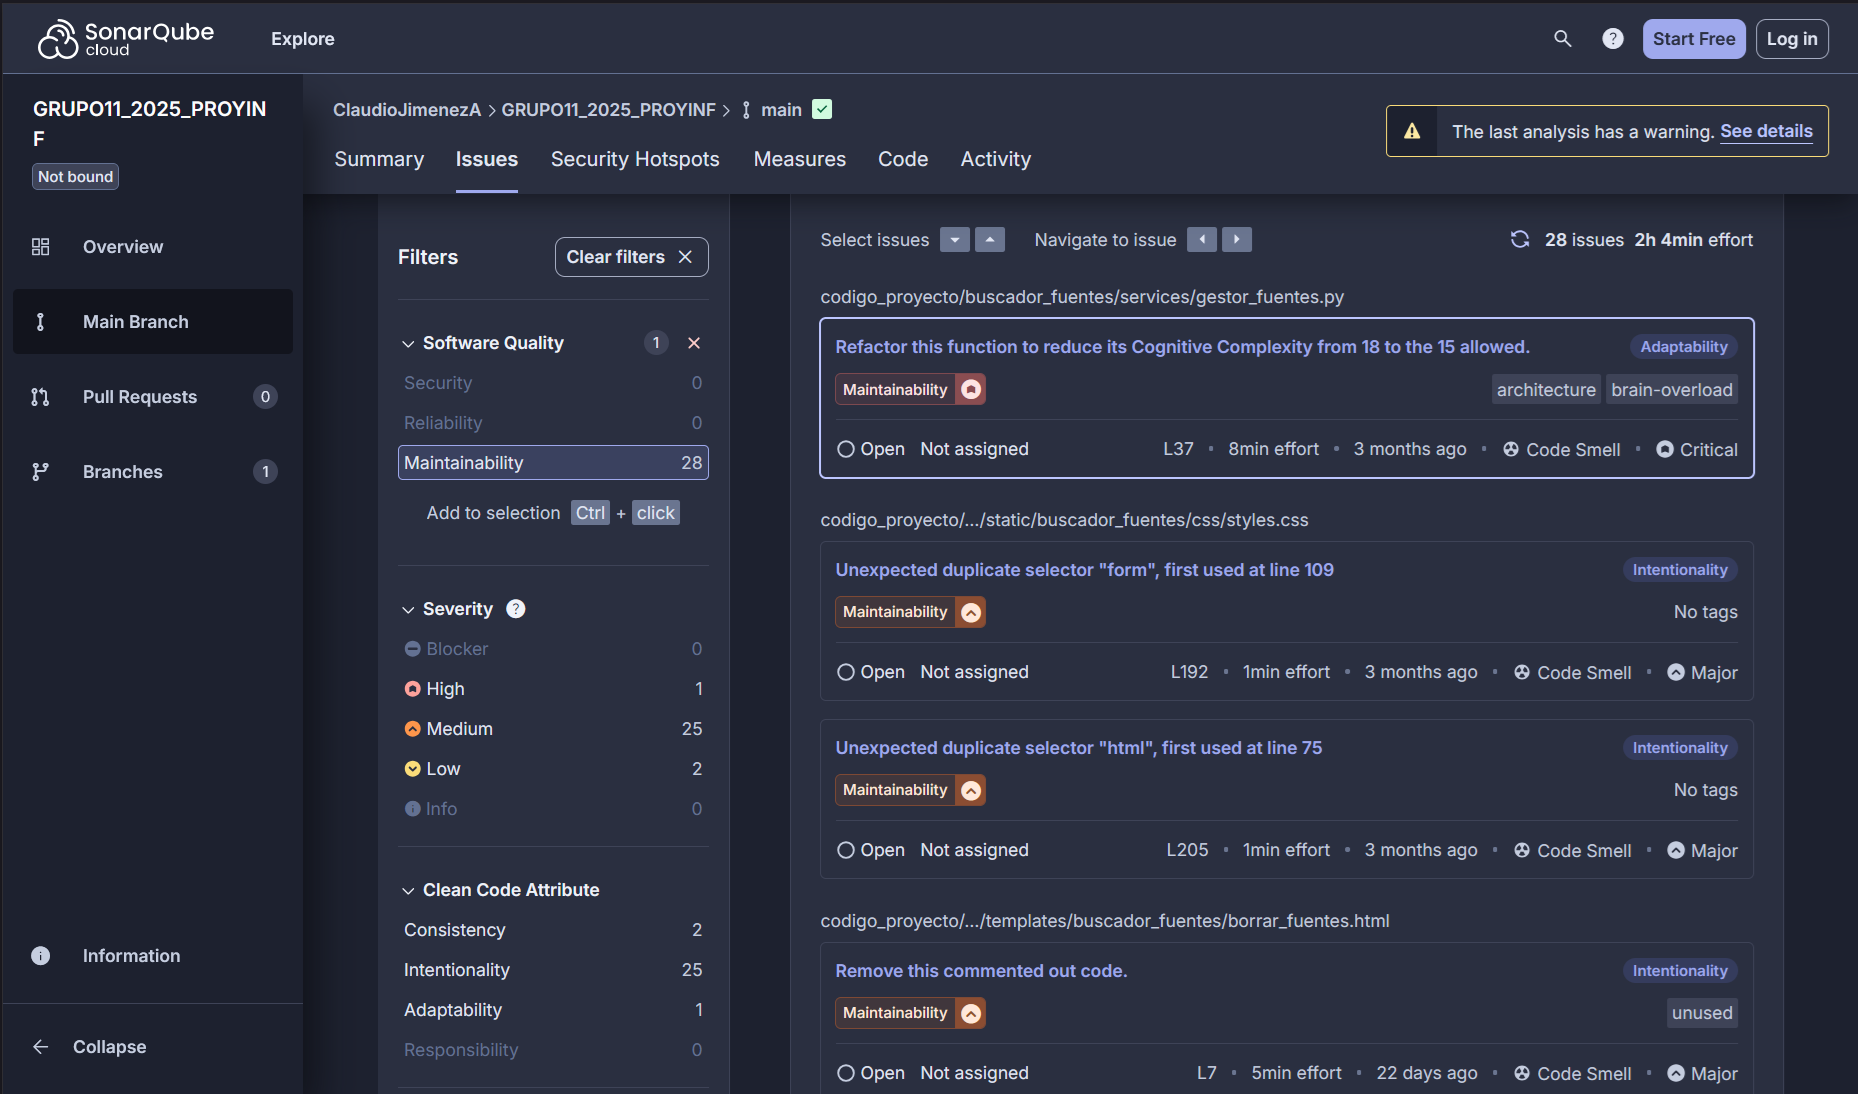 SonarQube cloud
Explore
?
Start Free
Log in
GRUPO11_2025_PROYIN
F
Not bound
Overview
Main Branch
Pull Requests 0
Branches 1
Information
Collapse
ClaudioJimenezA > GRUPO11_2025_PROYINF > main
The last analysis has a warning. See details
Summary Issues Security Hotspots Measures Code Activity
Filters
Clear filters
Software Quality 1
Security 0
Reliability 0
Maintainability 28
Add to selection Ctrl + click
Severity ?
Blocker 0
High 1
Medium 25
Low 2
Info 0
Clean Code Attribute
Consistency 2
Intentionality 25
Adaptability 1
Responsibility 0
Select issues Navigate to issue 28 issues 2h 4min effort
codigo_proyecto/buscador_fuentes/services/gestor_fuentes.py
Refactor this function to reduce its Cognitive Complexity from 18 to the 15 allowed. Adaptability
Maintainability architecture brain-overload
Open Not assigned L37 • 8min effort • 3 months ago • Code Smell • Critical
codigo_proyecto/.../static/buscador_fuentes/css/styles.css
Unexpected duplicate selector "form", first used at line 109 Intentionality
Maintainability No tags
Open Not assigned L192 • 1min effort • 3 months ago • Code Smell • Major
Unexpected duplicate selector "html", first used at line 75 Intentionality
Maintainability No tags
Open Not assigned L205 • 1min effort • 3 months ago • Code Smell • Major
codigo_proyecto/.../templates/buscador_fuentes/borrar_fuentes.html
Remove this commented out code. Intentionality
Maintainability unused
Open Not assigned L7 • 5min effort • 22 days ago • Code Smell • Major